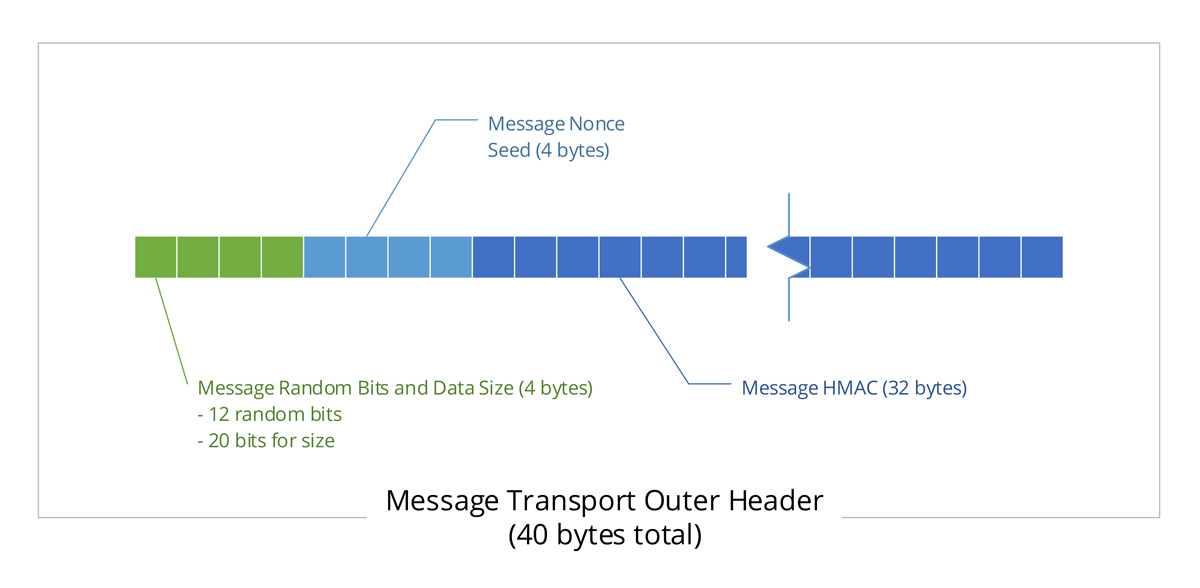 Message Nonce
Seed (4 bytes)
Message Random Bits and Data Size (4 bytes)
- 12 random bits
- 20 bits for size
Message HMAC (32 bytes)
Message Transport Outer Header
(40 bytes total)